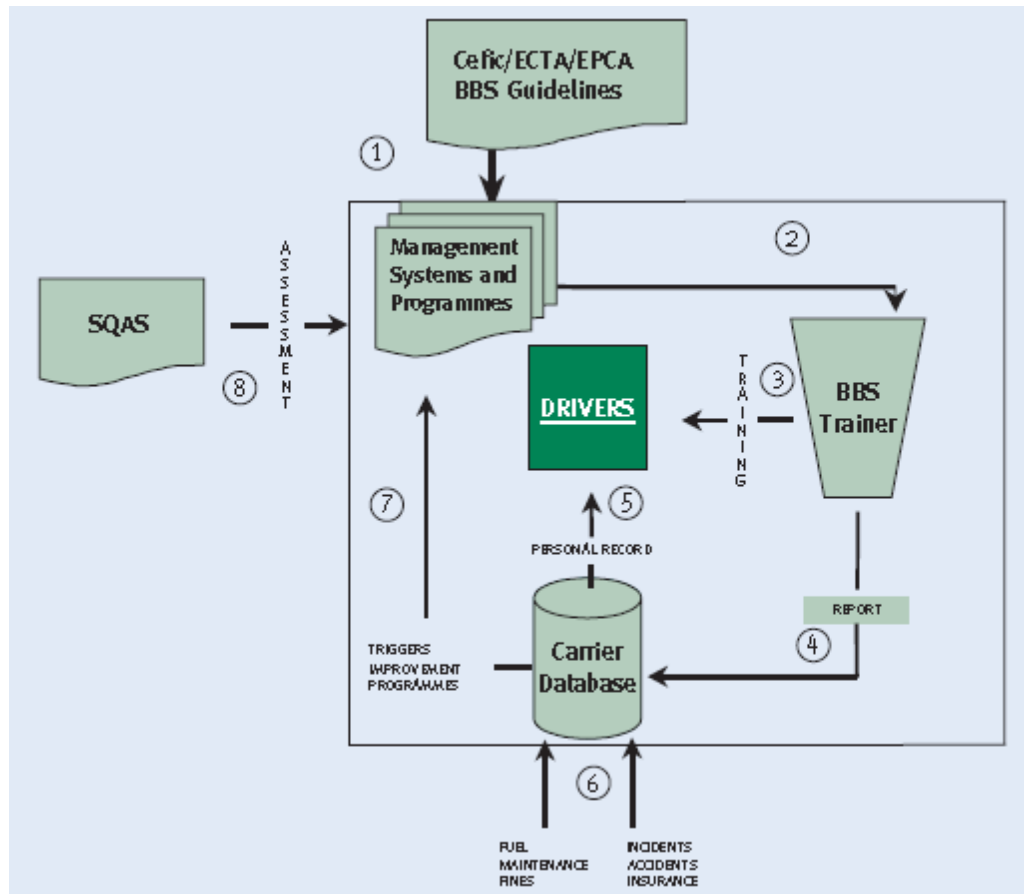 Cefic/ECTA/EPCA
BBS Guidelines
1
Management
Systems and
Programmes
2
SQAS
ASSESSMENT
8
DRIVERS
TRAINING
3
BBS
Trainer
7
5
PERSONAL RECORD
REPORT
4
TRIGGERS
IMPROVEMENT
PROGRAMMES
Carrier
Database
6
FUEL
MAINTENANCE
FINES
INCIDENTS
ACCIDENTS
INSURANCE